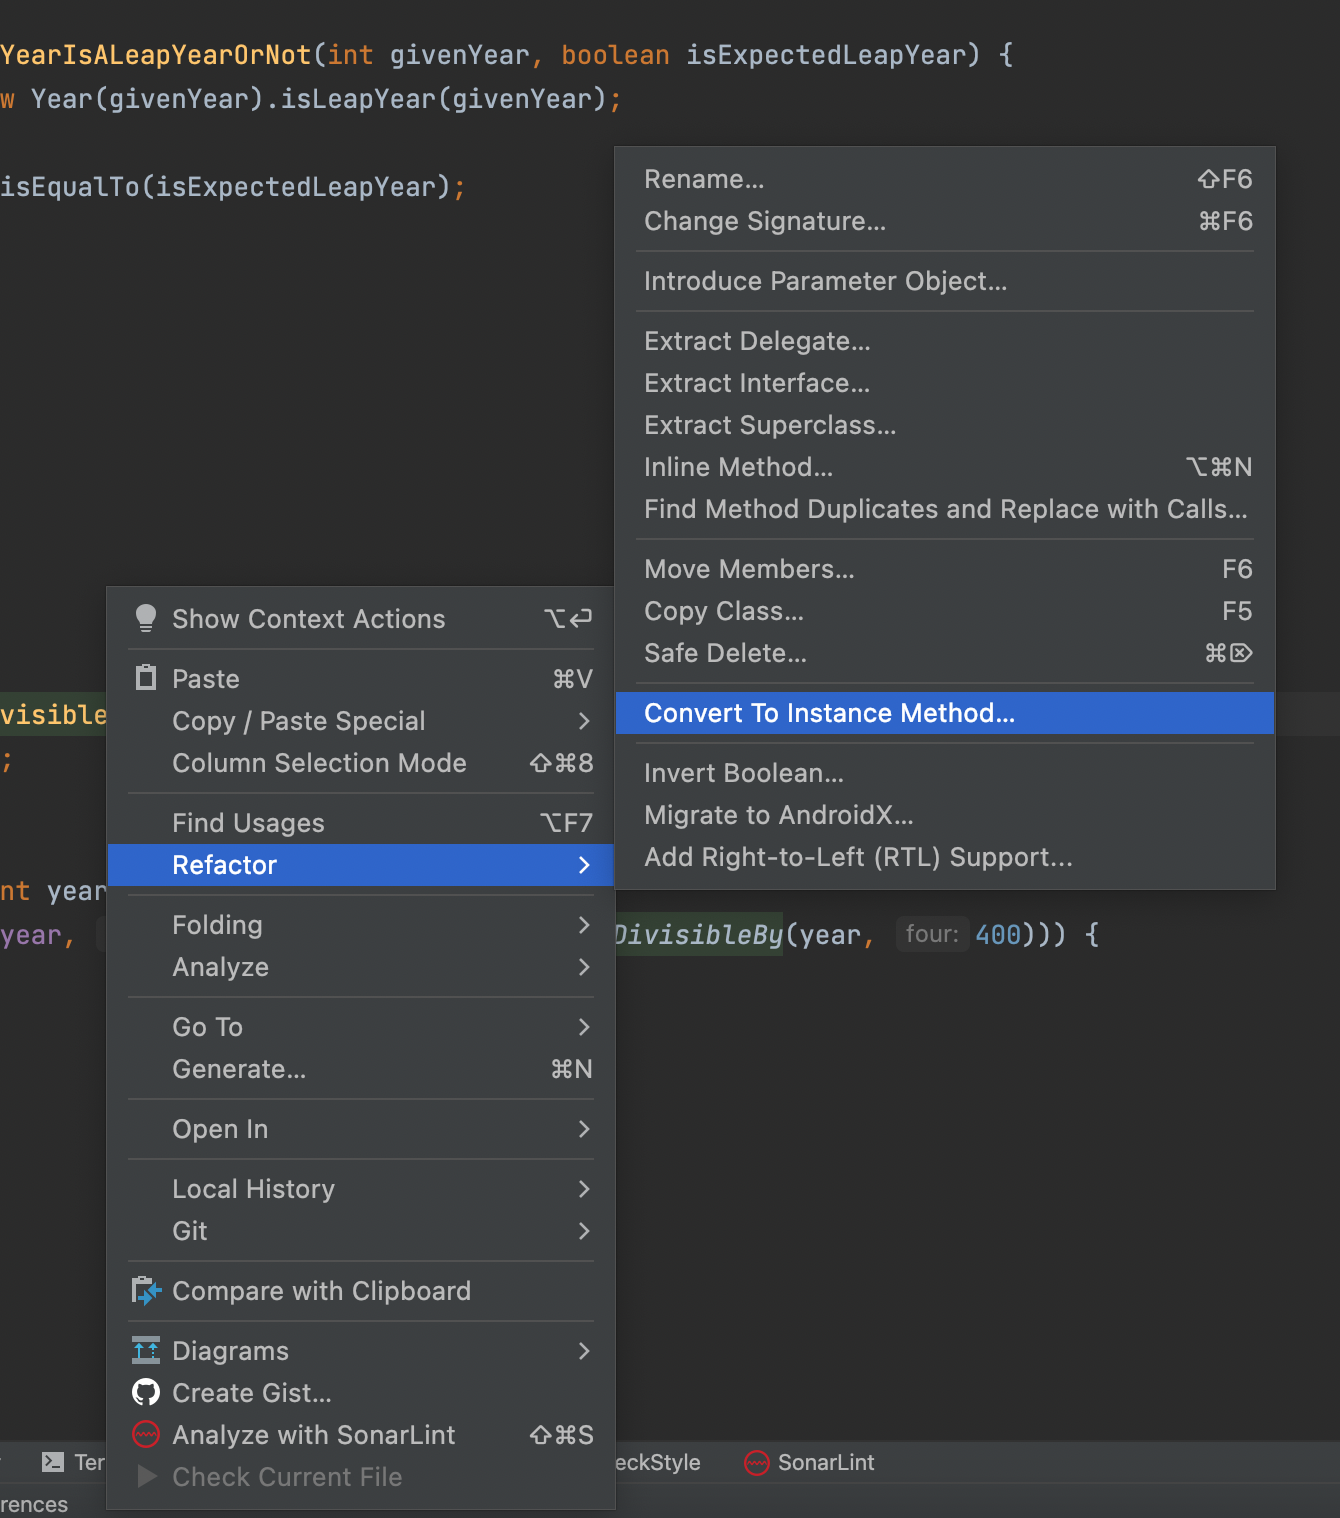 YearIsALeapYearOrNot(int givenYear, boolean isExpectedLeapYear) {
w Year(givenYear).isLeapYear(givenYear);
isEqualTo(isExpectedLeapYear);
Rename... ⇧F6
Change Signature... ⌘F6
Introduce Parameter Object...
Extract Delegate...
Extract Interface...
Extract Superclass...
Inline Method... ⌥⌘N
Find Method Duplicates and Replace with Calls...
Move Members... F6
Copy Class... F5
Safe Delete... ⌘⌦
Convert To Instance Method...
Invert Boolean...
Migrate to AndroidX...
Add Right-to-Left (RTL) Support...
Show Context Actions ⌥⏎
Paste ⌘V
Copy / Paste Special
Column Selection Mode ⇧⌘8
Find Usages ⌥F7
Refactor
Folding
Analyze
Go To
Generate... ⌘N
Open In
Local History
Git
Compare with Clipboard
Diagrams
Create Gist...
Analyze with SonarLint ⇧⌘S
Check Current File
visible
;
nt year
year, DivisibleBy(year, four: 400))) {
Ter eckStyle SonarLint
rences